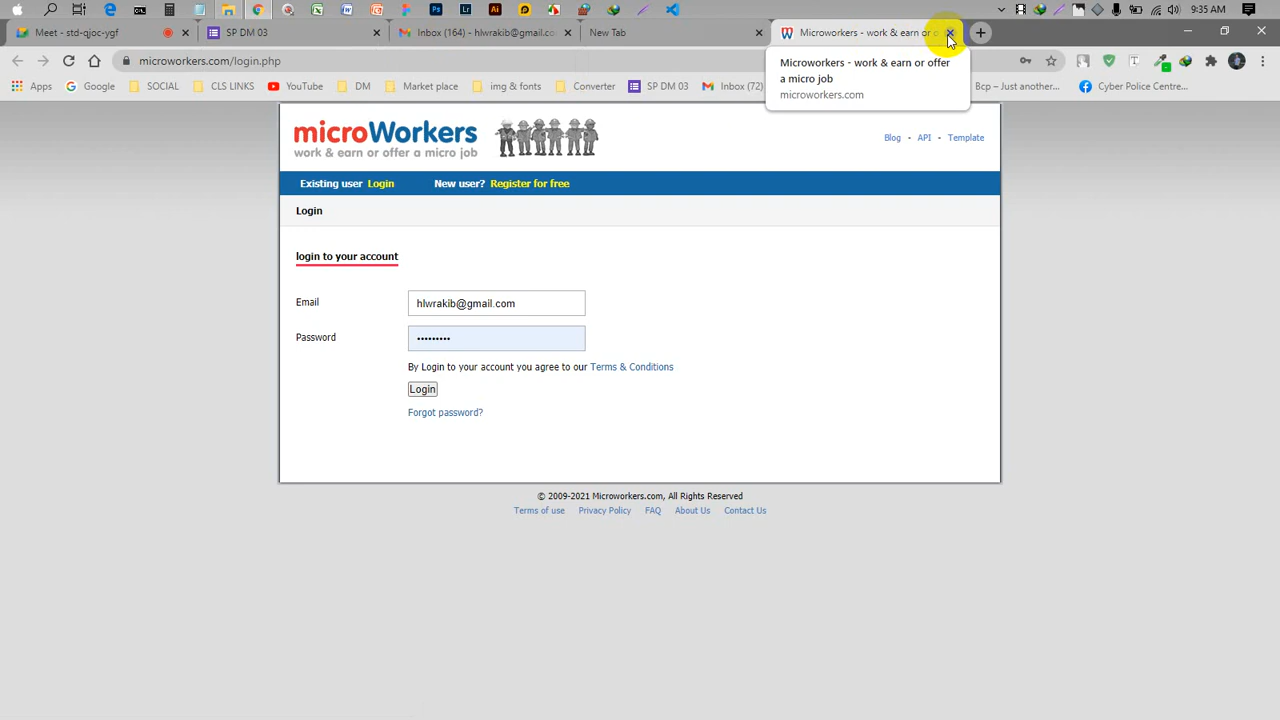 9:35 AM
Meet - std-qjoc-ygf
SP DM 03
Inbox (164) - hlwrakib@gmail.co
New Tab
Microworkers - work & earn or o
microworkers.com/login.php
Apps
Google
SOCIAL
CLS LINKS
YouTube
DM
Market place
img & fonts
Converter
SP DM 03
Inbox (72)
Bcp – Just another...
Cyber Police Centre...
Microworkers - work & earn or offer
a micro job
microworkers.com
microWorkers
work & earn or offer a micro job
Blog - API - Template
Existing user Login New user? Register for free
Login
login to your account
Email hlwrakib@gmail.com
Password •••••••••
By Login to your account you agree to our Terms & Conditions
Login
Forgot password?
© 2009-2021 Microworkers.com, All Rights Reserved
Terms of use Privacy Policy FAQ About Us Contact Us